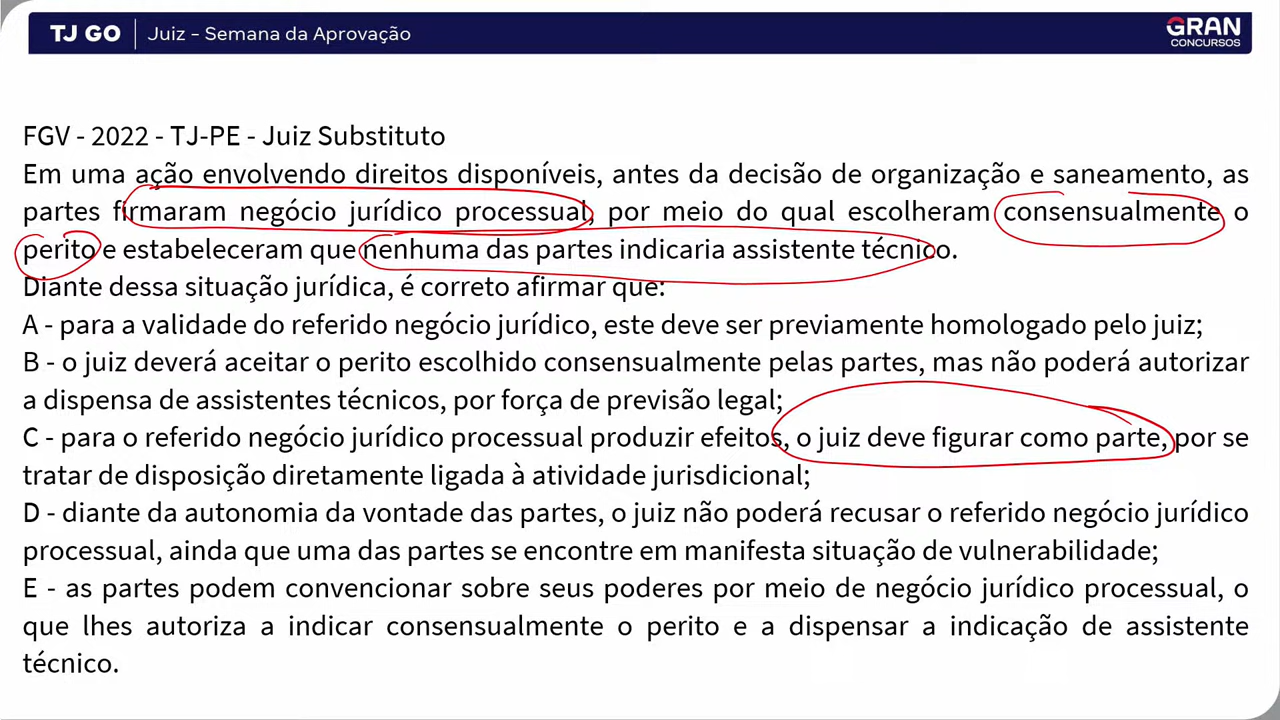 TJ GO Juiz – Semana da Aprovação
GRAN
CONCURSOS
FGV - 2022 - TJ-PE - Juiz Substituto
Em uma ação envolvendo direitos disponíveis, antes da decisão de organização e saneamento, as
partes firmaram negócio jurídico processual, por meio do qual escolheram consensualmente o
perito e estabeleceram que nenhuma das partes indicaria assistente técnico.
Diante dessa situação jurídica, é correto afirmar que:
A - para a validade do referido negócio jurídico, este deve ser previamente homologado pelo juiz;
B - o juiz deverá aceitar o perito escolhido consensualmente pelas partes, mas não poderá autorizar
a dispensa de assistentes técnicos, por força de previsão legal;
C - para o referido negócio jurídico processual produzir efeitos, o juiz deve figurar como parte, por se
tratar de disposição diretamente ligada à atividade jurisdicional;
D - diante da autonomia da vontade das partes, o juiz não poderá recusar o referido negócio jurídico
processual, ainda que uma das partes se encontre em manifesta situação de vulnerabilidade;
E - as partes podem convencionar sobre seus poderes por meio de negócio jurídico processual, o
que lhes autoriza a indicar consensualmente o perito e a dispensar a indicação de assistente
técnico.